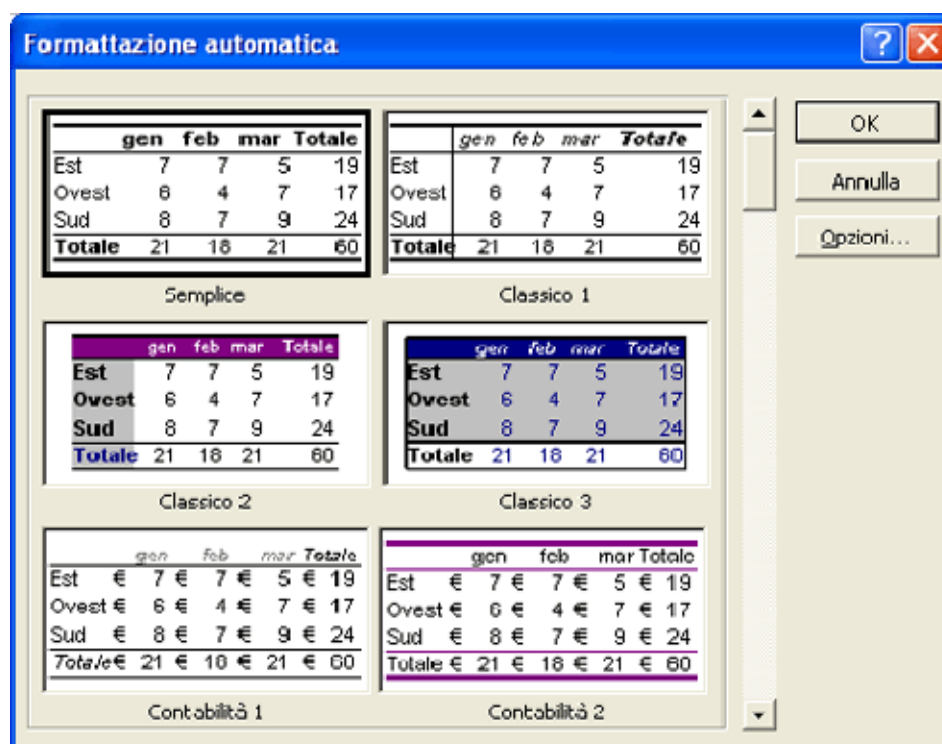 Formattazione automatica
OK
Annulla
Opzioni...
gen feb mar Totale
Est 7 7 5 19
Ovest 6 4 7 17
Sud 8 7 9 24
Totale 21 18 21 60
Semplice
gen feb mar Totale
Est 7 7 5 19
Ovest 6 4 7 17
Sud 8 7 9 24
Totale 21 18 21 60
Classico 1
gen feb mar Totale
Est 7 7 5 19
Ovest 6 4 7 17
Sud 8 7 9 24
Totale 21 18 21 60
Classico 2
gen feb mar Totale
Est 7 7 5 19
Ovest 6 4 7 17
Sud 8 7 9 24
Totale 21 18 21 60
Classico 3
gen feb mar Totale
Est € 7 € 7 € 5 € 19
Ovest € 6 € 4 € 7 € 17
Sud € 8 € 7 € 9 € 24
Totale € 21 € 18 € 21 € 60
Contabilità 1
gen feb mar Totale
Est € 7 € 7 € 5 € 19
Ovest € 6 € 4 € 7 € 17
Sud € 8 € 7 € 9 € 24
Totale € 21 € 18 € 21 € 60
Contabilità 2